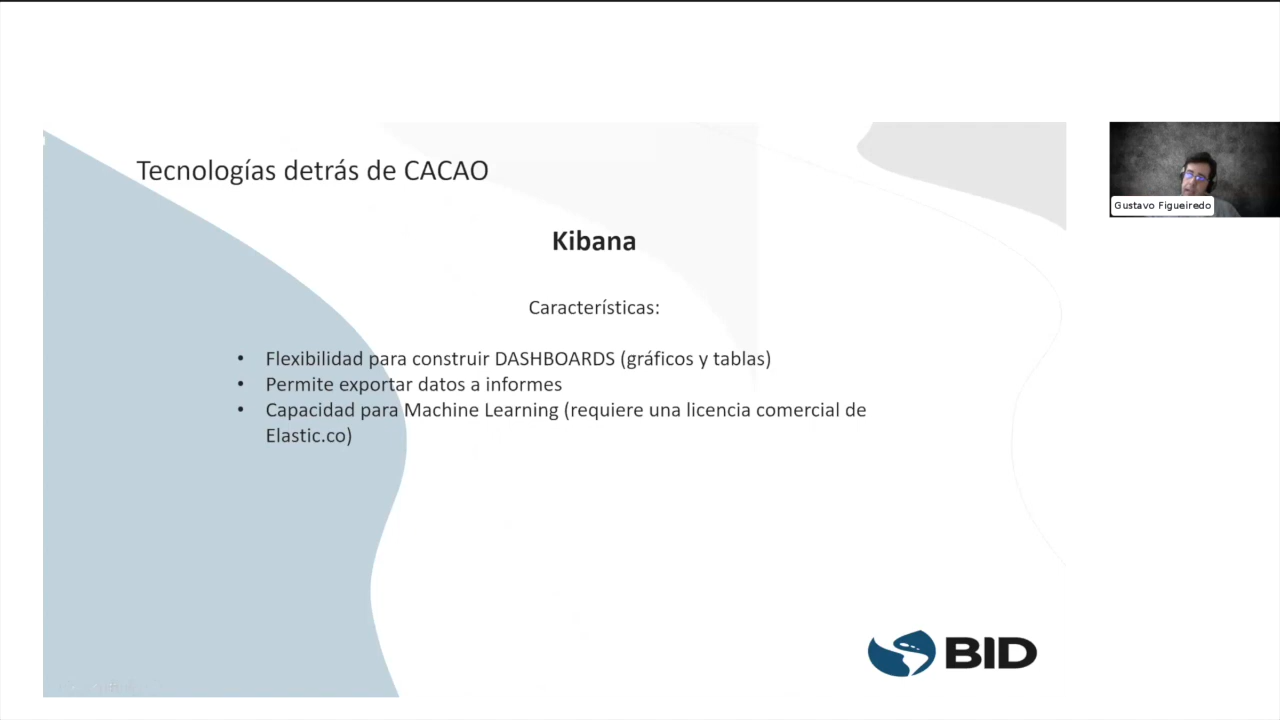 Tecnologías detrás de CACAO
Kibana
Características:
• Flexibilidad para construir DASHBOARDS (gráficos y tablas)
• Permite exportar datos a informes
• Capacidad para Machine Learning (requiere una licencia comercial de
Elastic.co)
Gustavo Figueiredo
BID